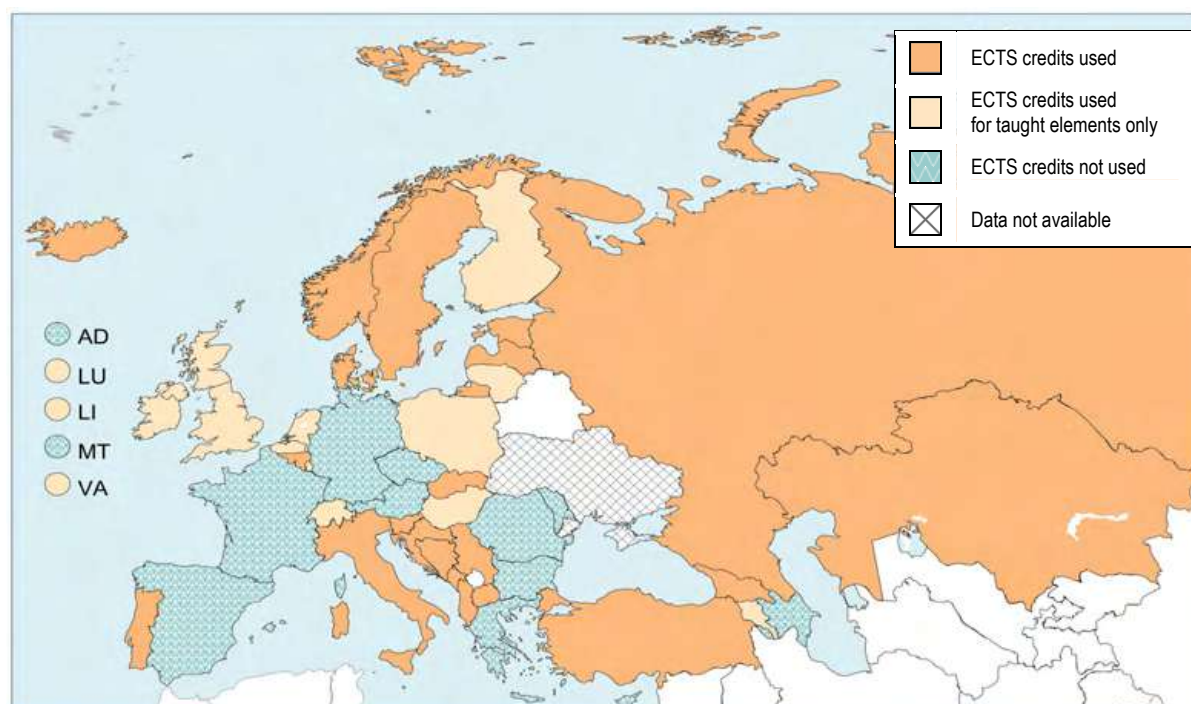 ECTS credits used
ECTS credits used
for taught elements only
ECTS credits not used
Data not available
AD
LU
LI
MT
VA